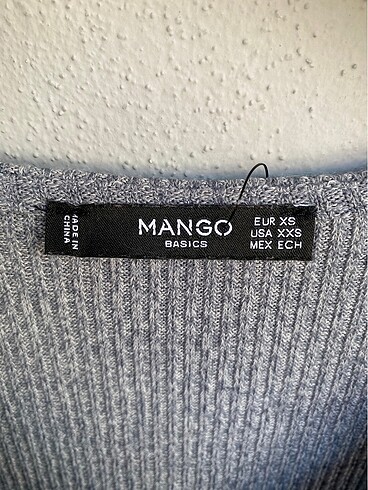 MADE IN
CHINA
MANGO
BASICS
EUR XS
USA XXS
MEX ECH